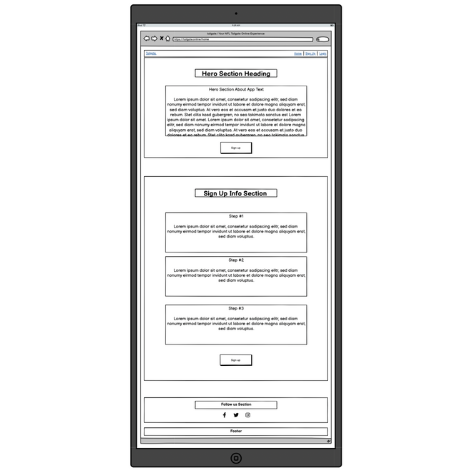 Hero Section Heading
Hero Section About App Text
Lorem ipsum dolor sit amet, consetetur sadipscing elitr, sed diam
nonumy eirmod tempor invidunt ut labore et dolore magna aliquyam
erat, sed diam voluptua. At vero eos et accusam et justo duo dolores et ea
rebum. Stet clita kasd gubergren, no sea takimata sanctus est Lorem
ipsum dolor sit amet. Lorem ipsum dolor sit amet, consetetur sadipscing
elitr, sed diam nonumy eirmod tempor invidunt ut labore et dolore magna
aliquyam erat, sed diam voluptua. At vero eos et accusam et justo duo
dolores et ea rebum. Stet clita kasd gubergren, no sea takimata sanctus
Sign up
Sign Up Info Section
Step #1
Lorem ipsum dolor sit amet, consetetur sadipscing elitr, sed diam
nonumy eirmod tempor invidunt ut labore et dolore magna aliquyam erat,
sed diam voluptua.
Step #2
Lorem ipsum dolor sit amet, consetetur sadipscing elitr, sed diam
nonumy eirmod tempor invidunt ut labore et dolore magna aliquyam erat,
sed diam voluptua.
Step #3
Lorem ipsum dolor sit amet, consetetur sadipscing elitr, sed diam
nonumy eirmod tempor invidunt ut labore et dolore magna aliquyam erat,
sed diam voluptua.
Sign up
Follow us Section
Footer